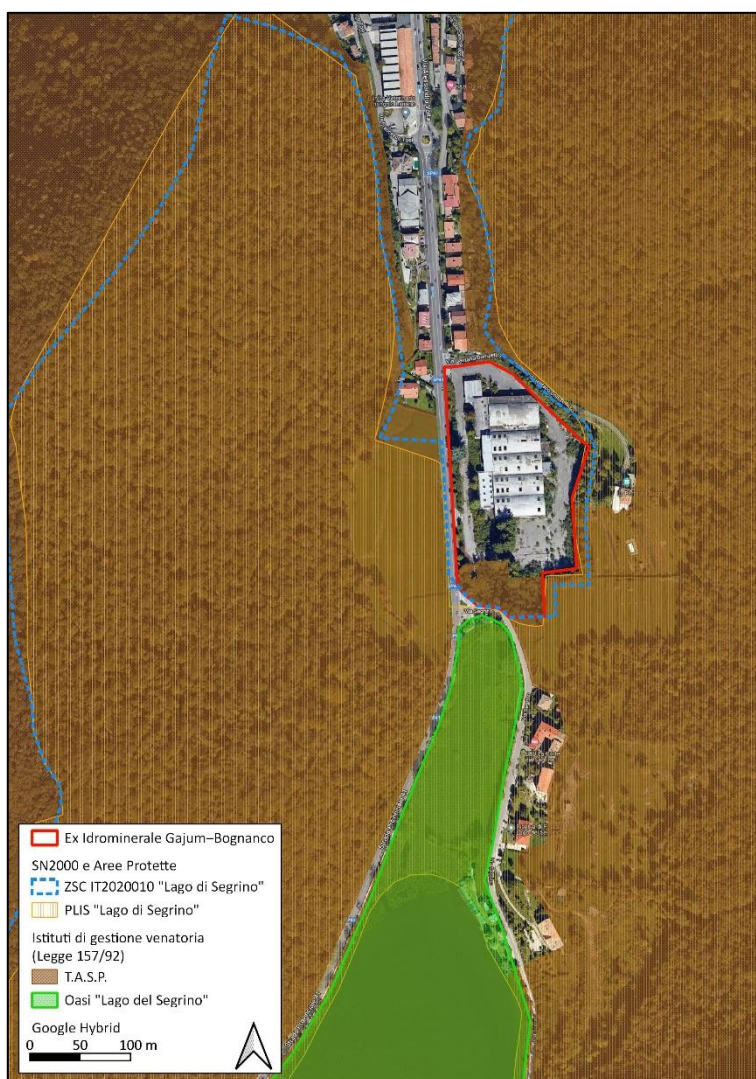 Ex Idrominerale Gajum–Bognanco
SN2000 e Aree Protette
ZSC IT2020010 "Lago di Segrino"
PLIS "Lago di Segrino"
Istituti di gestione venatoria
(Legge 157/92)
T.A.S.P.
Oasi "Lago del Segrino"
Google Hybrid
0 50 100 m